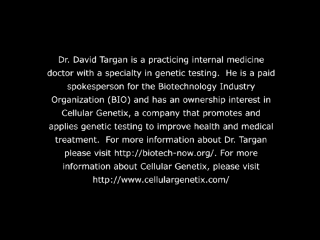 Dr. David Targan is a practicing internal medicine
doctor with a specialty in genetic testing.  He is a paid
spokesperson for the Biotechnology Industry
Organization (BIO) and has an ownership interest in
Cellular Genetix, a company that promotes and
applies genetic testing to improve health and medical
treatment.  For more information about Dr. Targan
please visit http://biotech-now.org/. For more
information about Cellular Genetix, please visit
http://www.cellulargenetix.com/